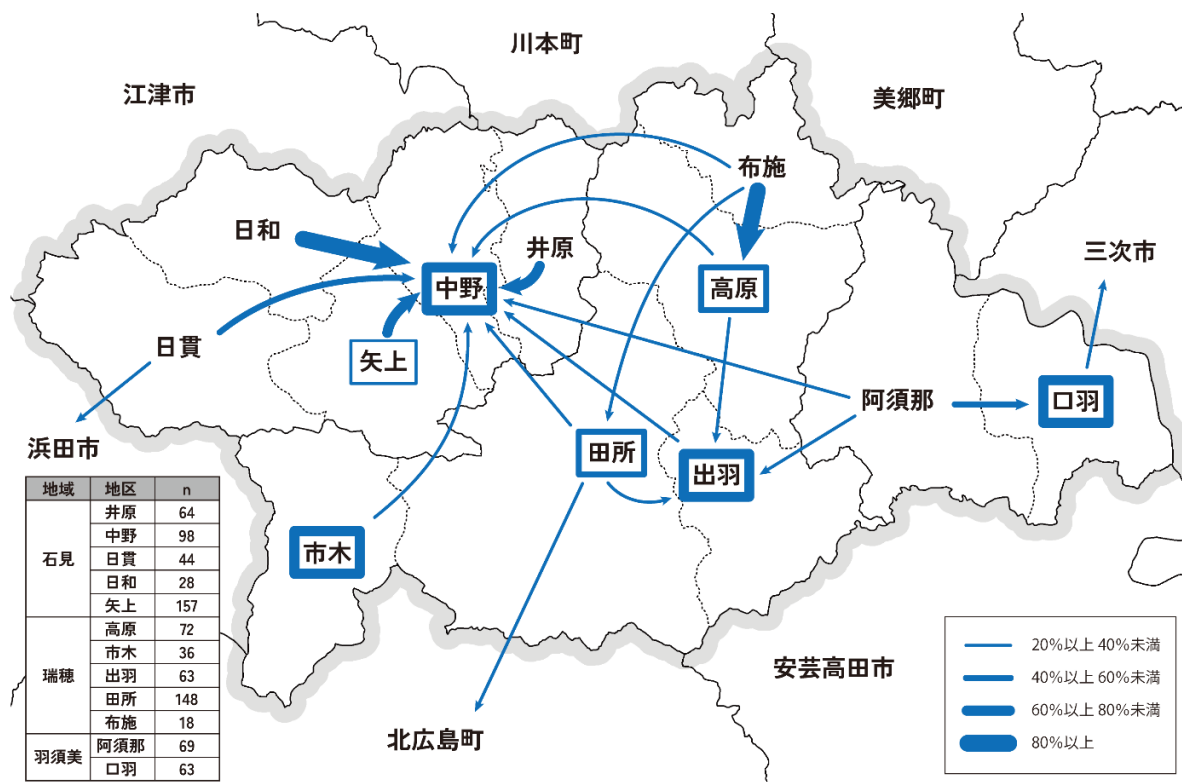 川本町
江津市
美郷町
布施
日和
井原
三次市
中野
高原
日貫
矢上
阿須那
口羽
浜田市
田所
出羽
市木
安芸高田市
北広島町
地域 地区 n
石見 井原 64
中野 98
日貫 44
日和 28
矢上 157
瑞穂 高原 72
市木 36
出羽 63
田所 148
布施 18
羽須美 阿須那 69
口羽 63
20%以上 40%未満
40%以上 60%未満
60%以上 80%未満
80%以上